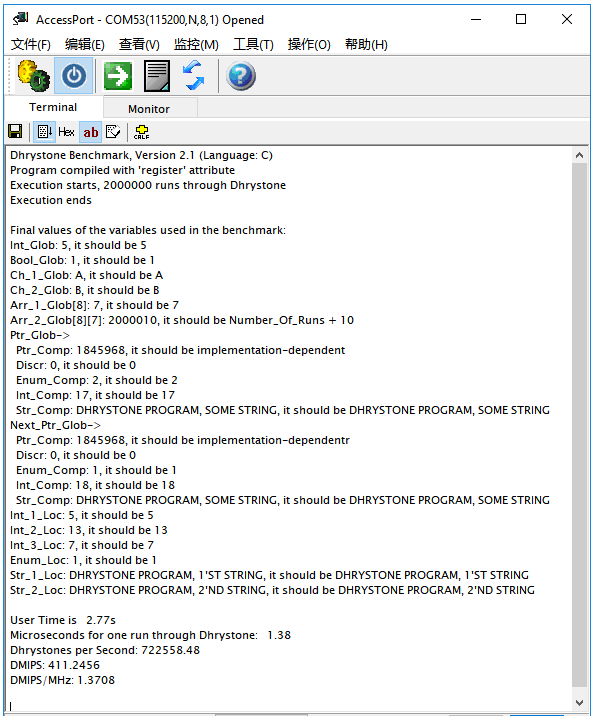 AccessPort - COM53(115200,N,8,1) Opened
文件(F) 编辑(E) 查看(V) 监控(M) 工具(T) 操作(O) 帮助(H)
Terminal Monitor
Hex ab CRLF
Dhrystone Benchmark, Version 2.1 (Language: C)
Program compiled with 'register' attribute
Execution starts, 2000000 runs through Dhrystone
Execution ends
Final values of the variables used in the benchmark:
Int_Glob: 5, it should be 5
Bool_Glob: 1, it should be 1
Ch_1_Glob: A, it should be A
Ch_2_Glob: B, it should be B
Arr_1_Glob[8]: 7, it should be 7
Arr_2_Glob[8][7]: 2000010, it should be Number_Of_Runs + 10
Ptr_Glob->
Ptr_Comp: 1845968, it should be implementation-dependent
Discr: 0, it should be 0
Enum_Comp: 2, it should be 2
Int_Comp: 17, it should be 17
Str_Comp: DHRYSTONE PROGRAM, SOME STRING, it should be DHRYSTONE PROGRAM, SOME STRING
Next_Ptr_Glob->
Ptr_Comp: 1845968, it should be implementation-dependentr
Discr: 0, it should be 0
Enum_Comp: 1, it should be 1
Int_Comp: 18, it should be 18
Str_Comp: DHRYSTONE PROGRAM, SOME STRING, it should be DHRYSTONE PROGRAM, SOME STRING
Int_1_Loc: 5, it should be 5
Int_2_Loc: 13, it should be 13
Int_3_Loc: 7, it should be 7
Enum_Loc: 1, it should be 1
Str_1_Loc: DHRYSTONE PROGRAM, 1'ST STRING, it should be DHRYSTONE PROGRAM, 1'ST STRING
Str_2_Loc: DHRYSTONE PROGRAM, 2'ND STRING, it should be DHRYSTONE PROGRAM, 2'ND STRING
User Time is 2.77s
Microseconds for one run through Dhrystone: 1.38
Dhrystones per Second: 722558.48
DMIPS: 411.2456
DMIPS/MHz: 1.3708